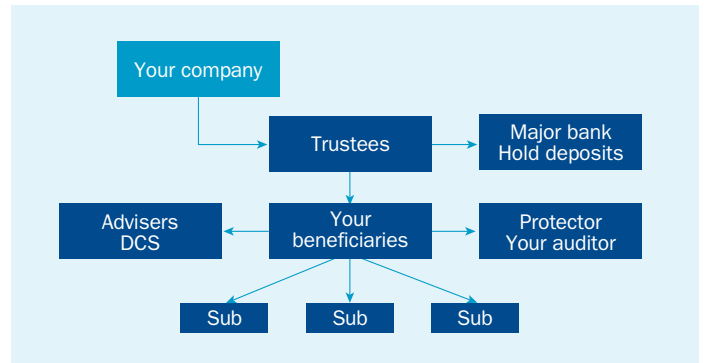 Your company
Trustees
Major bank
Hold deposits
Advisers
DCS
Your
beneficiaries
Protector
Your auditor
Sub
Sub
Sub